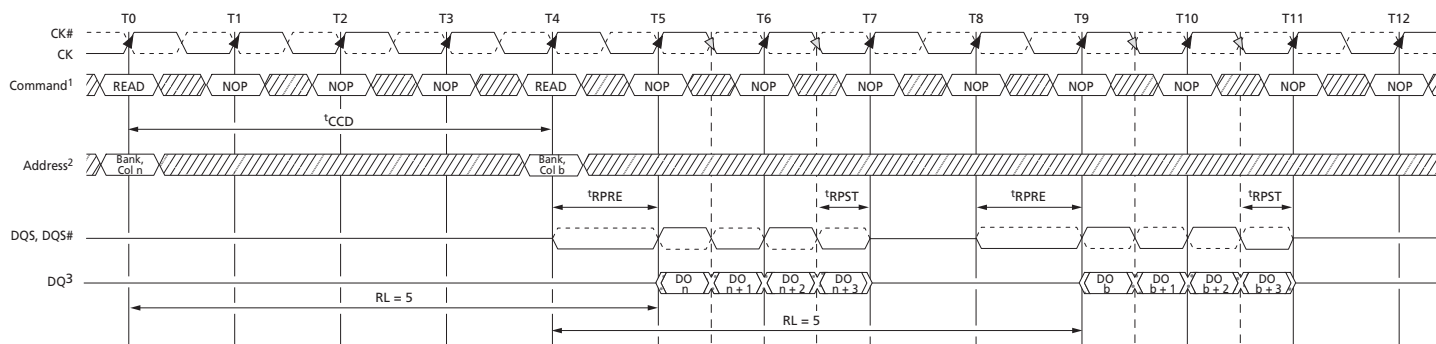 T0 T1 T2 T3 T4 T5 T6 T7 T8 T9 T10 T11 T12
CK#
CK
Command1 READ NOP NOP NOP READ NOP NOP NOP NOP NOP NOP NOP NOP
tCCD
Address2 Bank, Col n Bank, Col b
tRPRE tRPST tRPRE tRPST
DQS, DQS#
DQ3 DO n DO n + 1 DO n + 2 DO n + 3 DO b DO b + 1 DO b + 2 DO b + 3
RL = 5
RL = 5